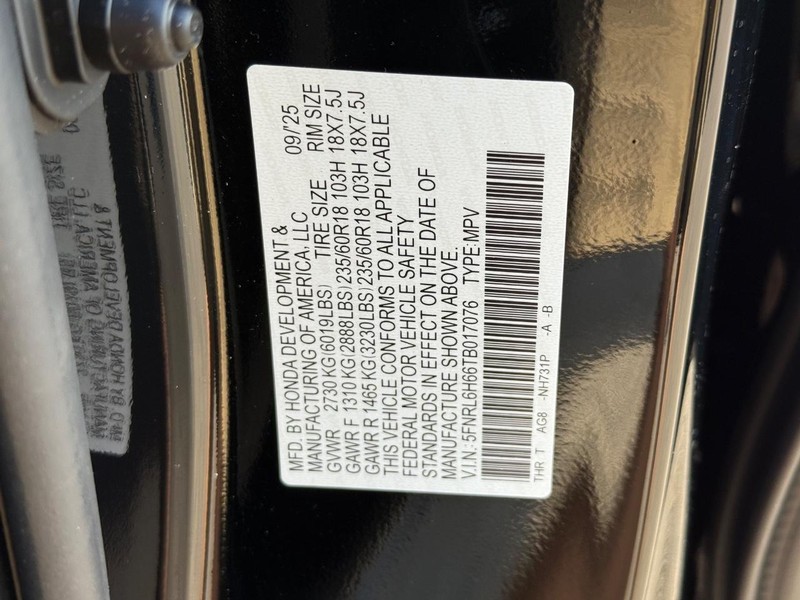 MFD. BY HONDA DEVELOPMENT &
MANUFACTURING OF AMERICA, LLC 09/'25
GVWR 2730 KG(6019LBS) TIRE SIZE RIM SIZE
GAWR F 1310 KG(2888LBS) 235/60R18 103H 18X7.5J
GAWR R 1465 KG(3230LBS) 235/60R18 103H 18X7.5J
THIS VEHICLE CONFORMS TO ALL APPLICABLE
FEDERAL MOTOR VEHICLE SAFETY
STANDARDS IN EFFECT ON THE DATE OF
MANUFACTURE SHOWN ABOVE.
V.I.N.: 5FNRL6H66TB017076 TYPE:MPV
THR T AG8 -NH731P -A -B